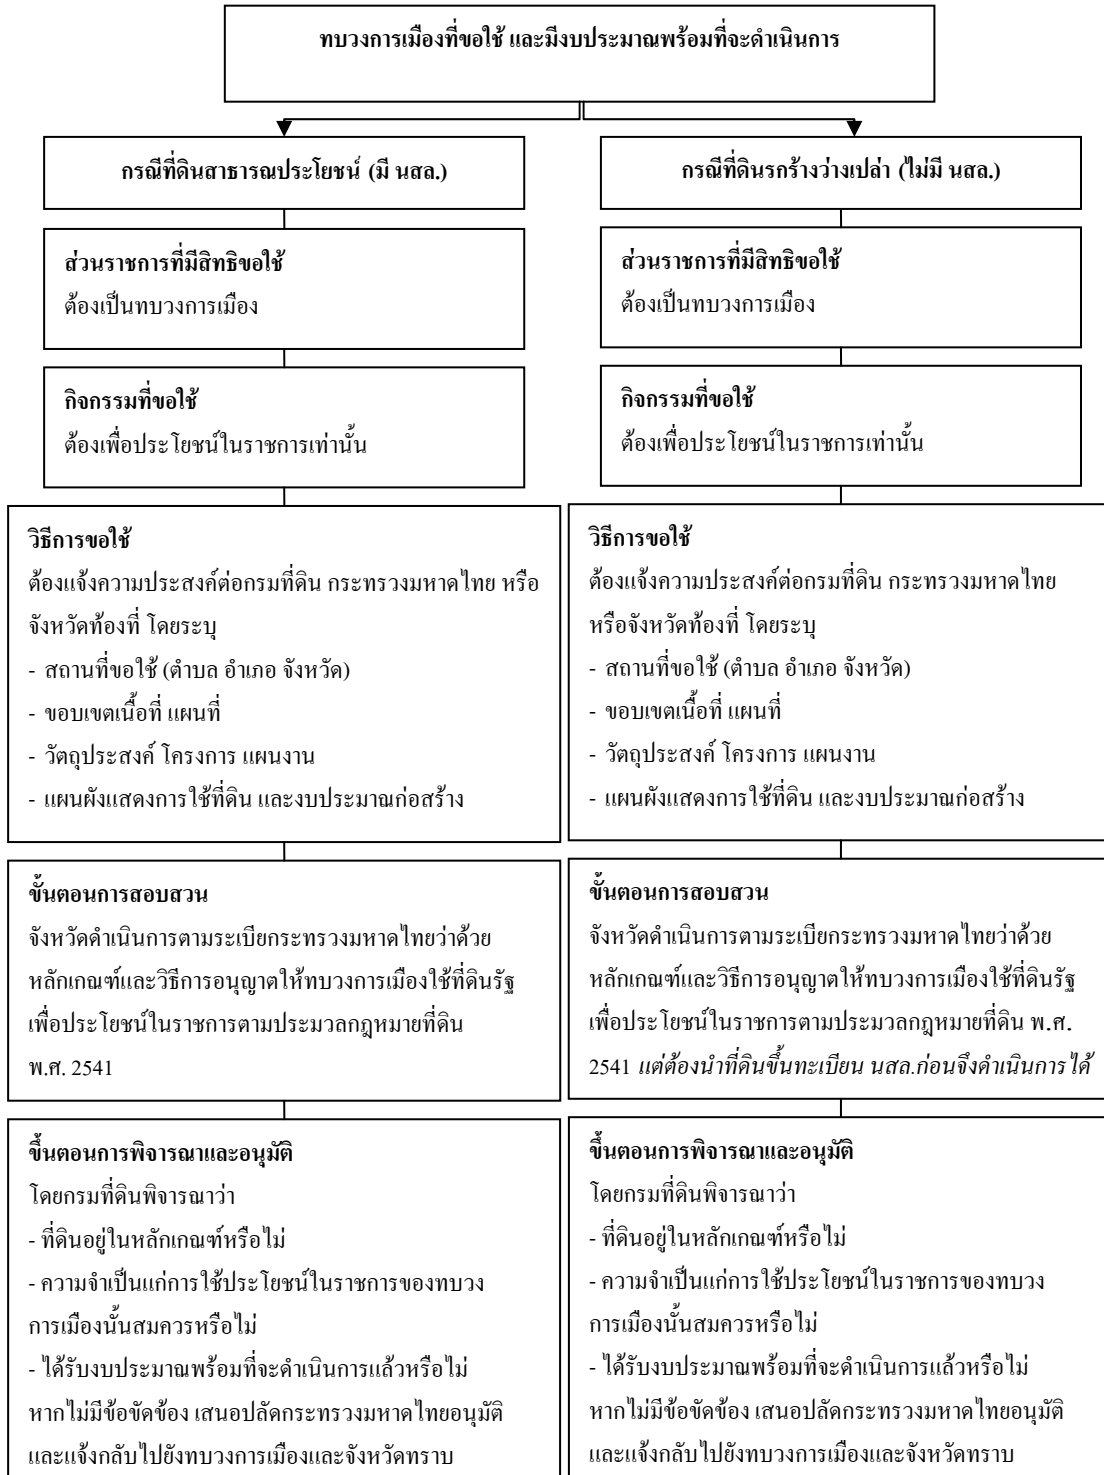 ทบวงการเมืองที่ขอใช้ และมีงบประมาณพร้อมที่จะดำเนินการ
กรณีที่ดินสาธารณประโยชน์ (มี นสล.)
ส่วนราชการที่มีสิทธิขอใช้
ต้องเป็นทบวงการเมือง
กิจกรรมที่ขอใช้
ต้องเพื่อประโยชน์ในราชการเท่านั้น
วิธีการขอใช้
ต้องแจ้งความประสงค์ต่อกรมที่ดิน กระทรวงมหาดไทย หรือ
จังหวัดท้องที่ โดยระบุ
- สถานที่ขอใช้ (ตำบล อำเภอ จังหวัด)
- ขอบเขตเนื้อที่ แผนที่
- วัตถุประสงค์ โครงการ แผนงาน
- แผนผังแสดงการใช้ที่ดิน และงบประมาณก่อสร้าง
ขั้นตอนการสอบสวน
จังหวัดดำเนินการตามระเบียกระทรวงมหาดไทยว่าด้วย
หลักเกณฑ์และวิธีการอนุญาตให้ทบวงการเมืองใช้ที่ดินรัฐ
เพื่อประโยชน์ในราชการตามประมวลกฎหมายที่ดิน
พ.ศ. 2541
ขึ้นตอนการพิจารณาและอนุมัติ
โดยกรมที่ดินพิจารณาว่า
- ที่ดินอยู่ในหลักเกณฑ์หรือไม่
- ความจำเป็นแก่การใช้ประโยชน์ในราชการของทบวง
การเมืองนั้นสมควรหรือไม่
- ได้รับงบประมาณพร้อมที่จะดำเนินการแล้วหรือไม่
หากไม่มีข้อขัดข้อง เสนอปลัดกระทรวงมหาดไทยอนุมัติ
และแจ้งกลับไปยังทบวงการเมืองและจังหวัดทราบ
กรณีที่ดินรกร้างว่างเปล่า (ไม่มี นสล.)
ส่วนราชการที่มีสิทธิขอใช้
ต้องเป็นทบวงการเมือง
กิจกรรมที่ขอใช้
ต้องเพื่อประโยชน์ในราชการเท่านั้น
วิธีการขอใช้
ต้องแจ้งความประสงค์ต่อกรมที่ดิน กระทรวงมหาดไทย
หรือจังหวัดท้องที่ โดยระบุ
- สถานที่ขอใช้ (ตำบล อำเภอ จังหวัด)
- ขอบเขตเนื้อที่ แผนที่
- วัตถุประสงค์ โครงการ แผนงาน
- แผนผังแสดงการใช้ที่ดิน และงบประมาณก่อสร้าง
ขั้นตอนการสอบสวน
จังหวัดดำเนินการตามระเบียกระทรวงมหาดไทยว่าด้วย
หลักเกณฑ์และวิธีการอนุญาตให้ทบวงการเมืองใช้ที่ดินรัฐ
เพื่อประโยชน์ในราชการตามประมวลกฎหมายที่ดิน พ.ศ.
2541 แต่ต้องนำที่ดินขึ้นทะเบียน นสล.ก่อนจึงดำเนินการได้
ขึ้นตอนการพิจารณาและอนุมัติ
โดยกรมที่ดินพิจารณาว่า
- ที่ดินอยู่ในหลักเกณฑ์หรือไม่
- ความจำเป็นแก่การใช้ประโยชน์ในราชการของทบวง
การเมืองนั้นสมควรหรือไม่
- ได้รับงบประมาณพร้อมที่จะดำเนินการแล้วหรือไม่
หากไม่มีข้อขัดข้อง เสนอปลัดกระทรวงมหาดไทยอนุมัติ
และแจ้งกลับไปยังทบวงการเมืองและจังหวัดทราบ